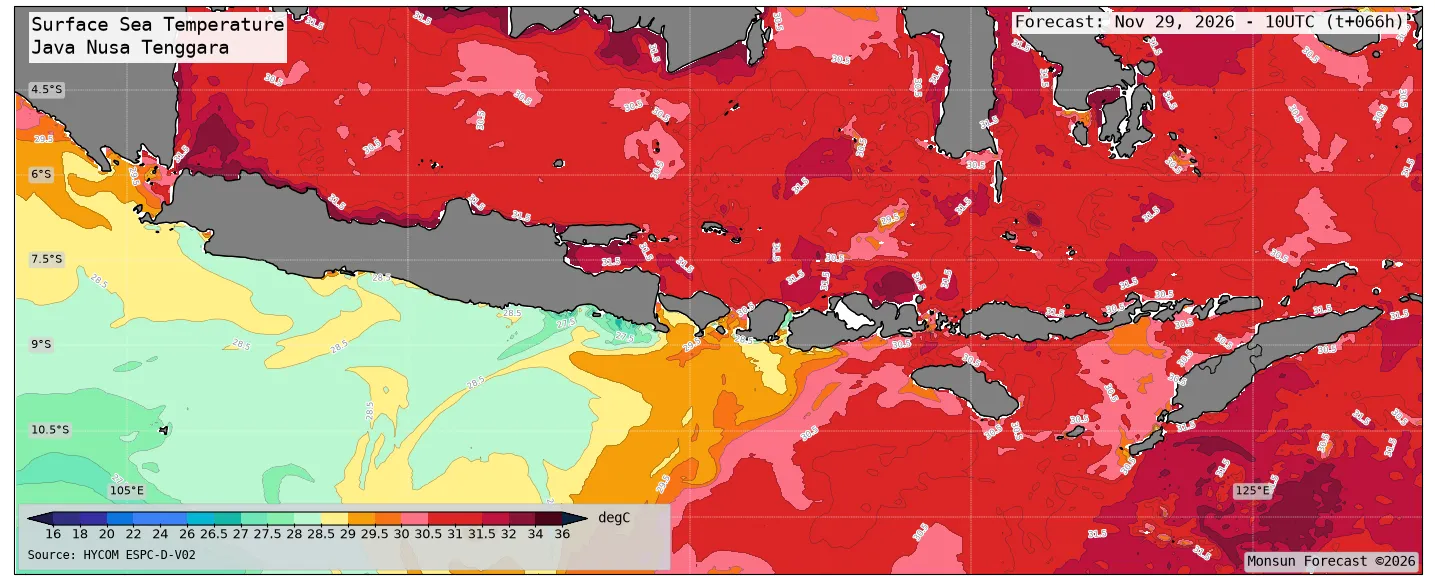 Surface Sea Temperature
Java Nusa Tenggara
Forecast: Nov 29, 2026 - 10UTC (t+066h)
4.5°S
6°S
7.5°S
9°S
10.5°S
105°E
125°E
16 18 20 22 24 26 26.5 27 27.5 28 28.5 29 29.5 30 30.5 31 31.5 32 34 36
degC
Source: HYCOM ESPC-D-V02
Monsun Forecast ©2026